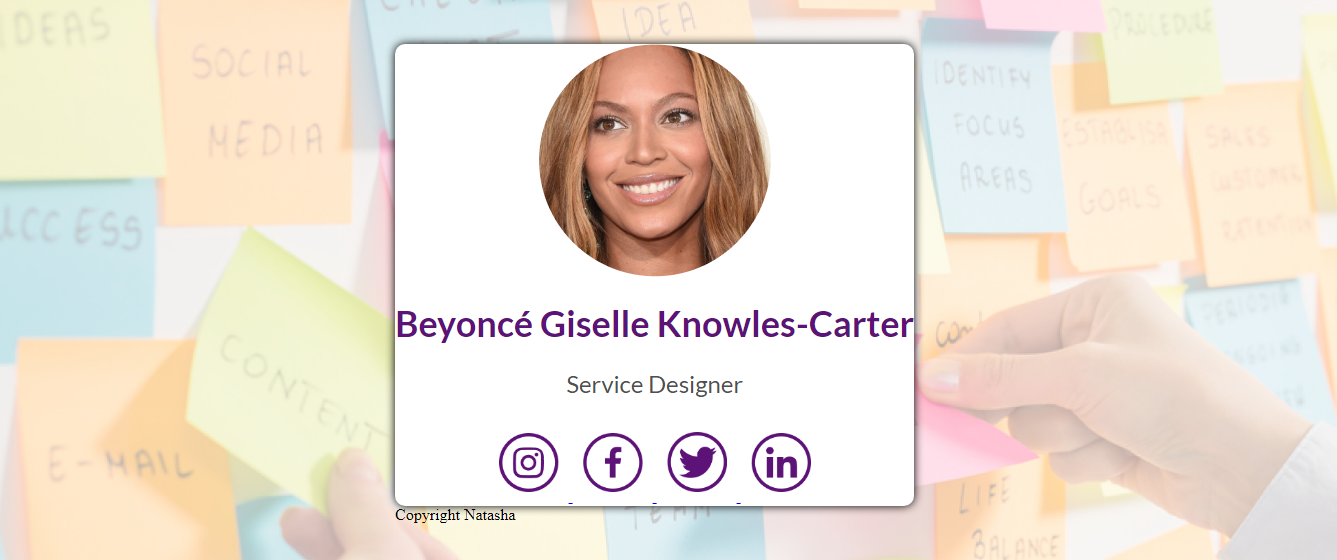 IDEAS
SOCIAL
MEDIA
IDEA
PROCEDURE
IDENTIFY
FOCUS
AREAS
ESTABLISH
GOALS
SALES
CUSTOMER
RETENTION
SUCCESS
CONTENT
E-MAIL
Beyoncé Giselle Knowles-Carter
Service Designer
in
Copyright Natasha
TEAM
LIFE
BALANCE